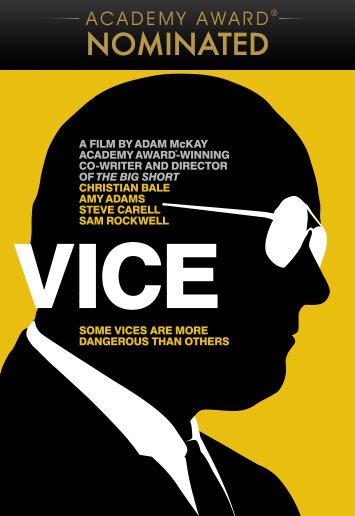 ACADEMY AWARD®
NOMINATED
A FILM BY ADAM McKAY
ACADEMY AWARD®-WINNING
CO-WRITER AND DIRECTOR
OF THE BIG SHORT
CHRISTIAN BALE
AMY ADAMS
STEVE CARELL
SAM ROCKWELL
VICE
SOME VICES ARE MORE
DANGEROUS THAN OTHERS